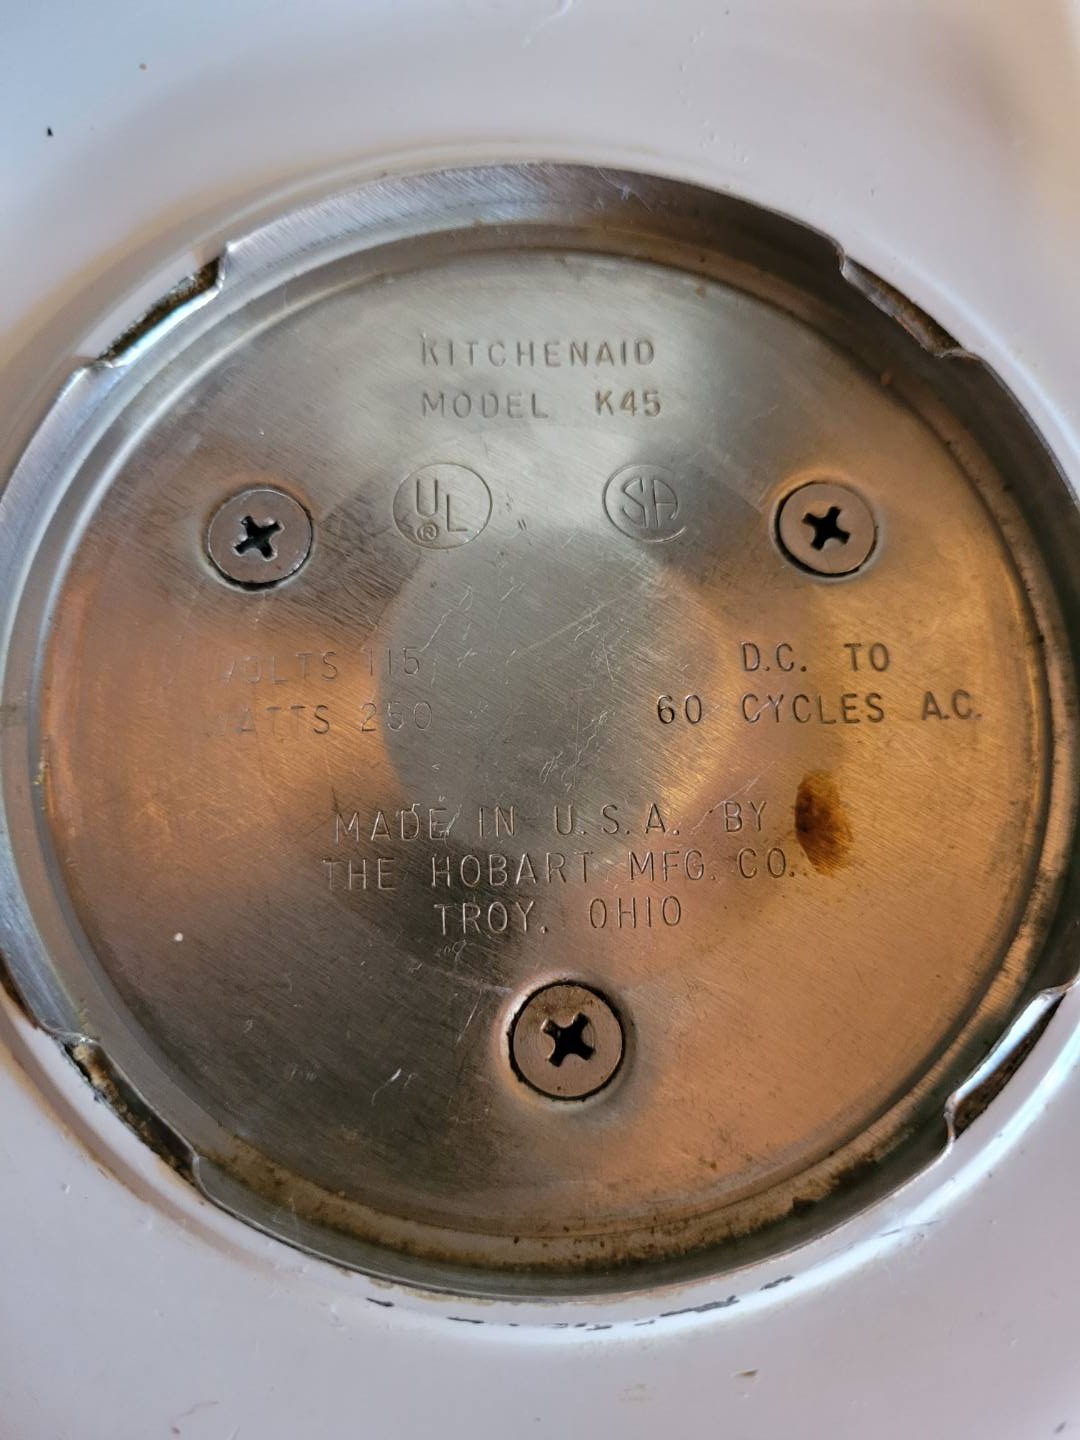 KITCHENAID
MODEL K45
UL ® SA
VOLTS 115
WATTS 250
D.C. TO
60 CYCLES A.C.
MADE IN U.S.A. BY
THE HOBART MFG. CO.
TROY, OHIO